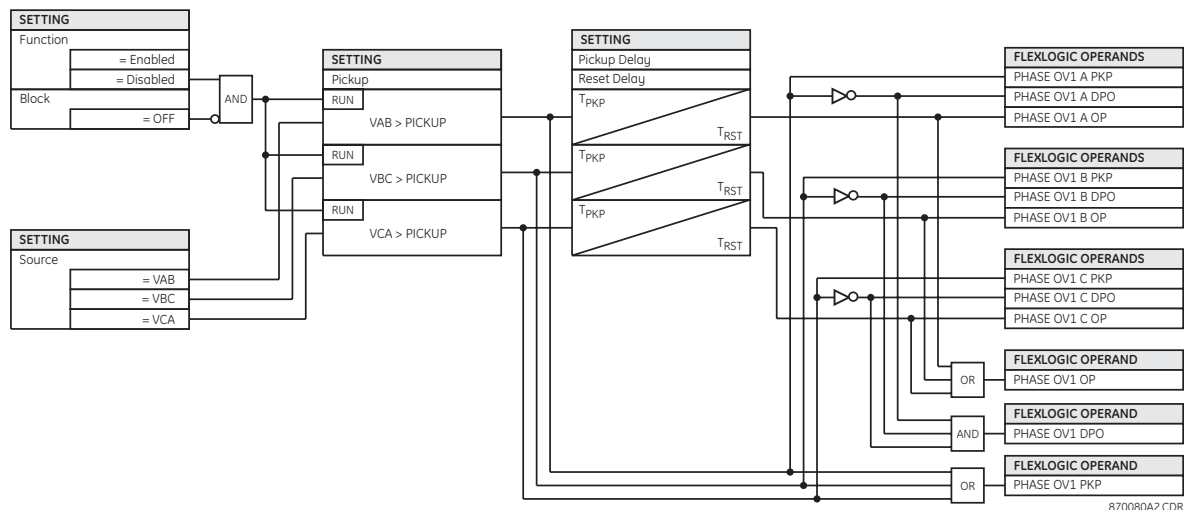 SETTING
Function
= Enabled
= Disabled
Block
= OFF
AND
SETTING
Source
= VAB
= VBC
= VCA
SETTING
Pickup
RUN
VAB > PICKUP
RUN
VBC > PICKUP
RUN
VCA > PICKUP
SETTING
Pickup Delay
Reset Delay
TPKP
TRST
TPKP
TRST
TPKP
TRST
FLEXLOGIC OPERANDS
PHASE OV1 A PKP
PHASE OV1 A DPO
PHASE OV1 A OP
FLEXLOGIC OPERANDS
PHASE OV1 B PKP
PHASE OV1 B DPO
PHASE OV1 B OP
FLEXLOGIC OPERANDS
PHASE OV1 C PKP
PHASE OV1 C DPO
PHASE OV1 C OP
OR
FLEXLOGIC OPERAND
PHASE OV1 OP
AND
FLEXLOGIC OPERAND
PHASE OV1 DPO
OR
FLEXLOGIC OPERAND
PHASE OV1 PKP
870080A2.CDR